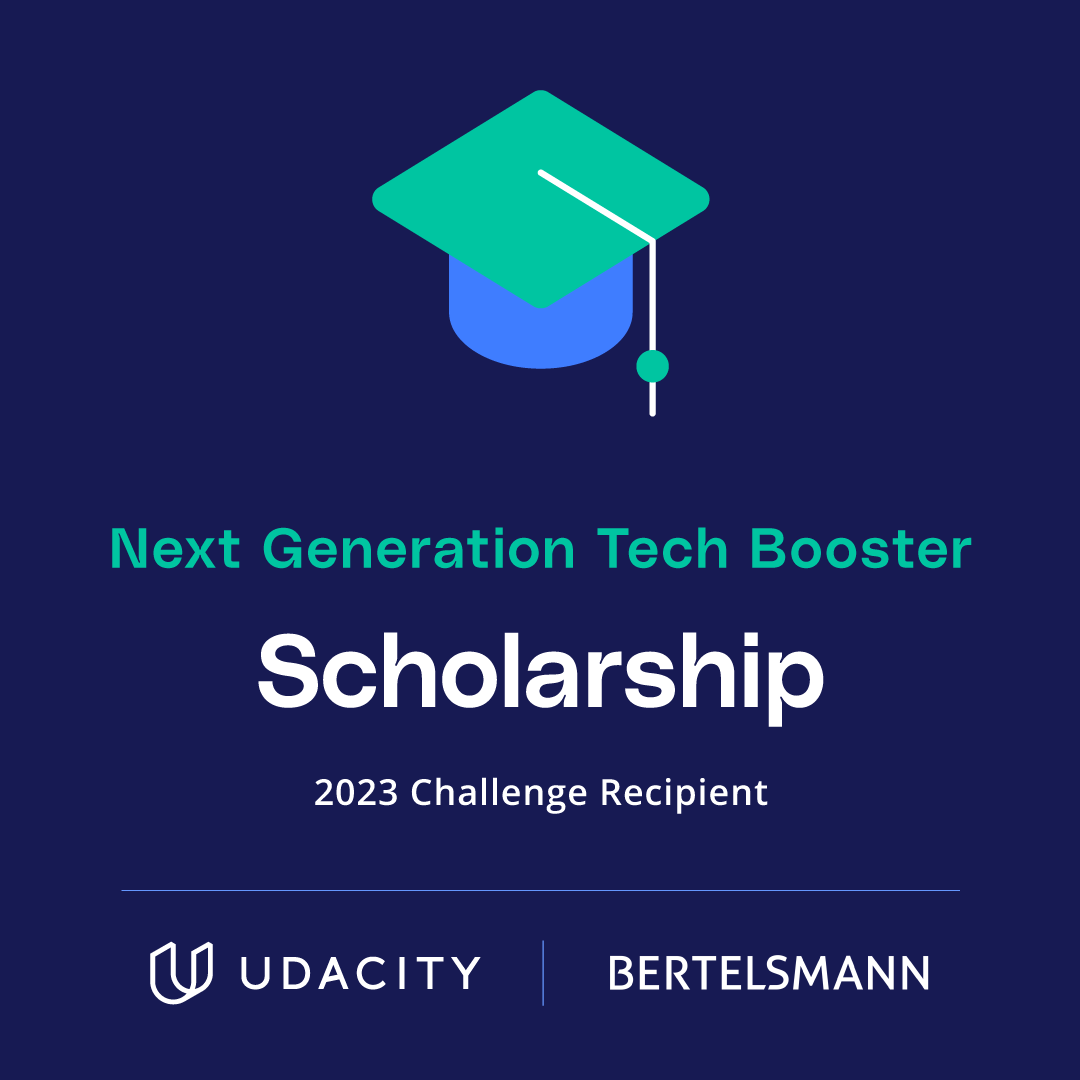 Next Generation Tech Booster
Scholarship
2023 Challenge Recipient
UDACITY
BERTELSMANN